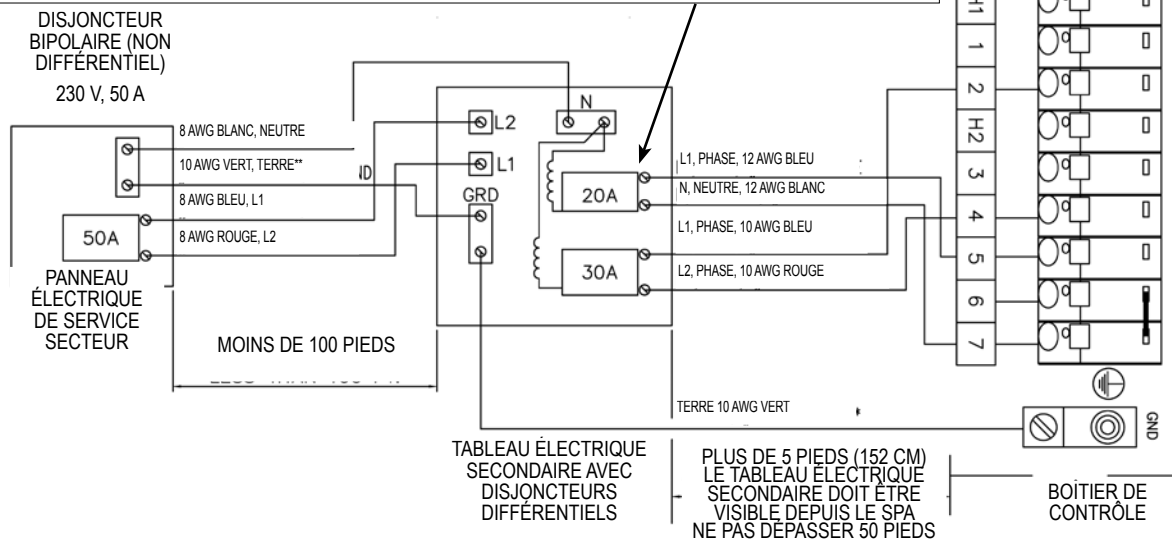 DISJONCTEUR
BIPOLAIRE (NON
DIFFÉRENTIEL)
230 V, 50 A
8 AWG BLANC, NEUTRE
10 AWG VERT, TERRE**
8 AWG BLEU, L1
8 AWG ROUGE, L2
50A
PANNEAU
ÉLECTRIQUE
DE SERVICE
SECTEUR
MOINS DE 100 PIEDS
N
L2
L1
GRD
20A
30A
L1, PHASE, 12 AWG BLEU
N, NEUTRE, 12 AWG BLANC
L1, PHASE, 10 AWG BLEU
L2, PHASE, 10 AWG ROUGE
H1
1
2
H2
3
4
5
6
7
TERRE 10 AWG VERT
GND
TABLEAU ÉLECTRIQUE
SECONDAIRE AVEC
DISJONCTEURS
DIFFÉRENTIELS
PLUS DE 5 PIEDS (152 CM)
LE TABLEAU ÉLECTRIQUE
SECONDAIRE DOIT ÊTRE
VISIBLE DEPUIS LE SPA
NE PAS DÉPASSER 50 PIEDS
BOÎTIER DE
CONTRÔLE